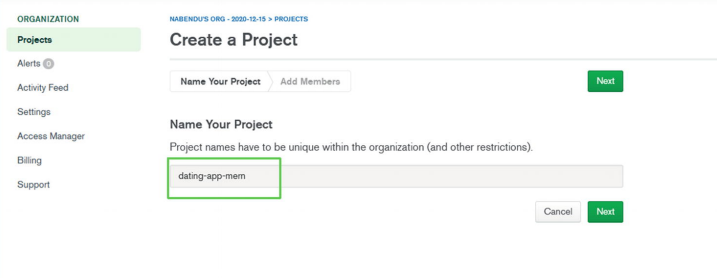 ORGANIZATION
Projects
Alerts 0
Activity Feed
Settings
Access Manager
Billing
Support
NABENDU'S ORG - 2020-12-15 > PROJECTS
Create a Project
Name Your Project
Add Members
Next
Name Your Project
Project names have to be unique within the organization (and other restrictions).
dating-app-mem
Cancel
Next